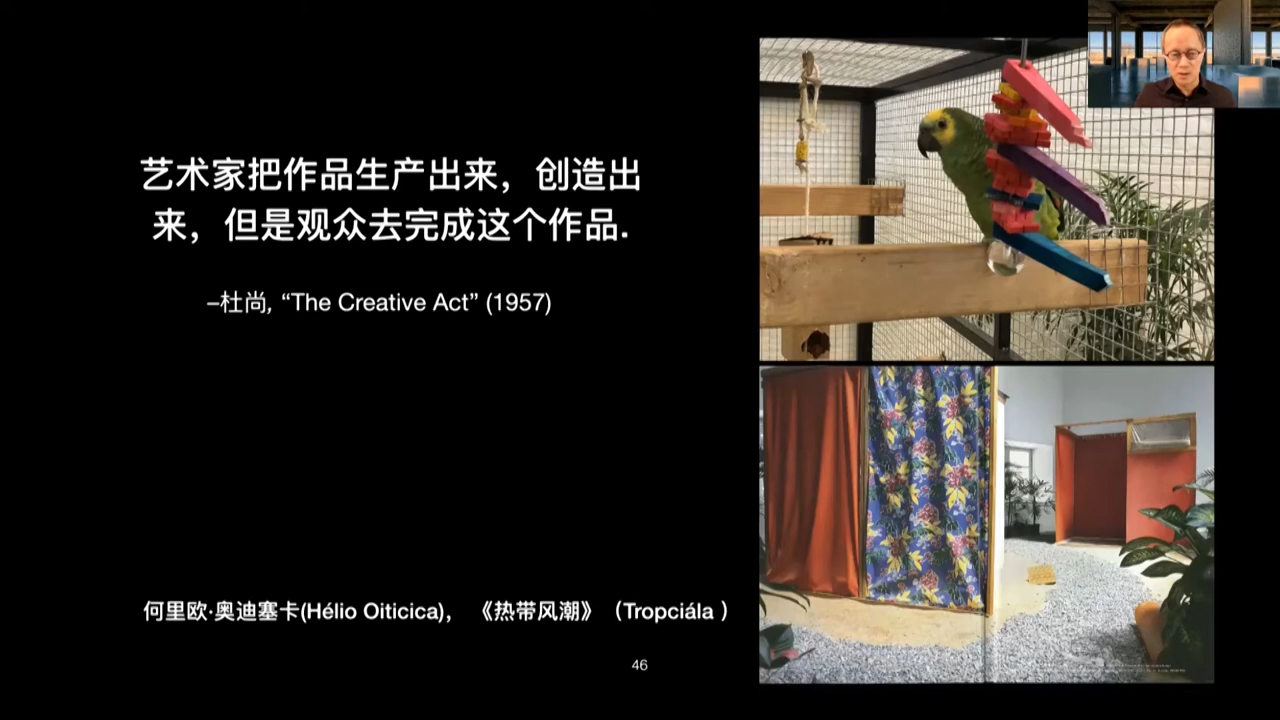 艺术家把作品生产出来，创造出
来，但是观众去完成这个作品.
–杜尚, “The Creative Act” (1957)
何里欧·奥迪塞卡(Hélio Oiticica)， 《热带风潮》（Tropciála ）
46